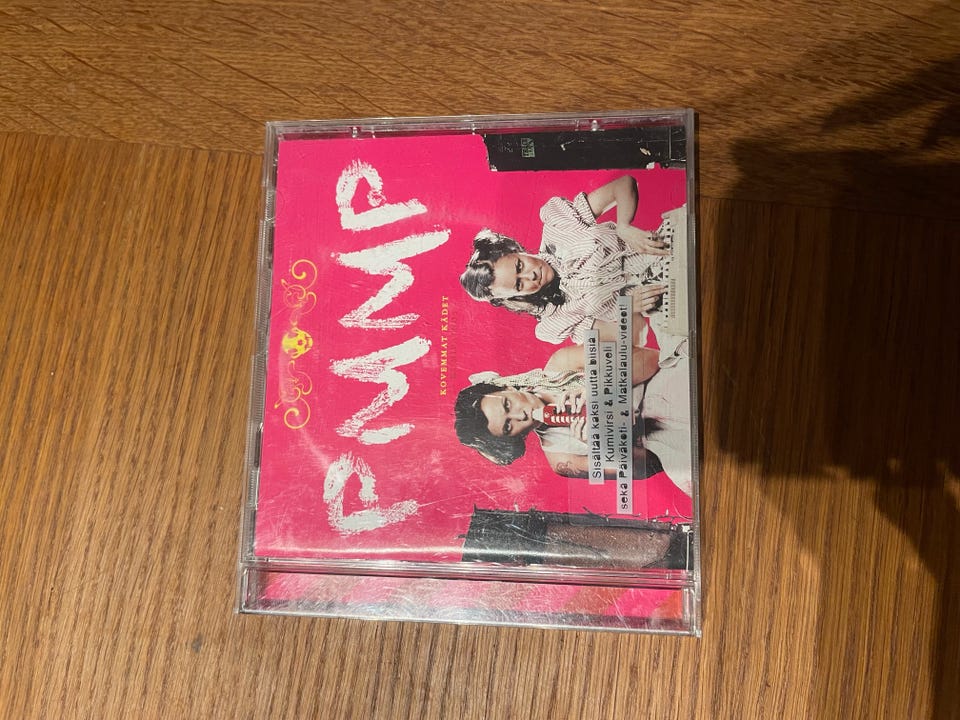 PMMP
KOVEMMAT KÄDET
Sisältää kaksi uutta biisiä
Kumivirsi & Pikkuveli
sekä Päiväkoti- & Matkalaulu-videot!